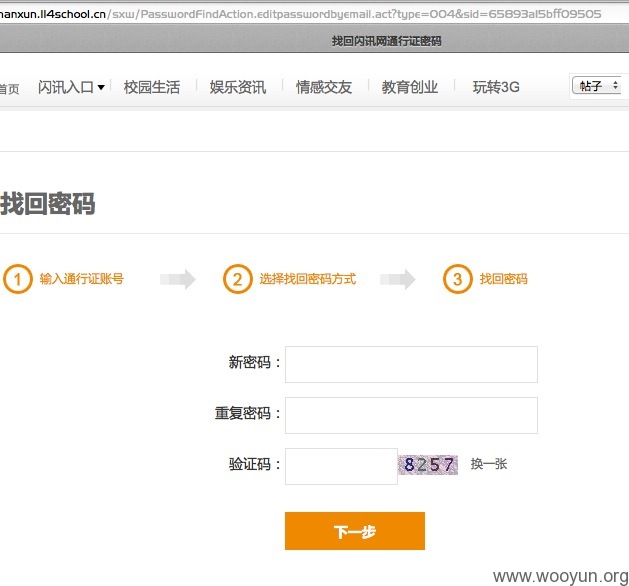 nanxun.114school.cn/sxw/PasswordFindAction.editpasswordbyemail.act?type=004&sid=65893a15bff09505
找回闪讯网通行证密码
首页 闪讯入口 校园生活 娱乐资讯 情感交友 教育创业 玩转3G 帖子
找回密码
1 输入通行证账号 2 选择找回密码方式 3 找回密码
新密码：
重复密码：
验证码： 8257 换一张
下一步
www.wooyun.org